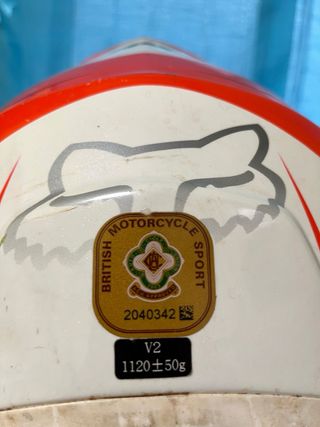 BRITISH MOTORCYCLE SPORT
2040342
V2
1120±50g